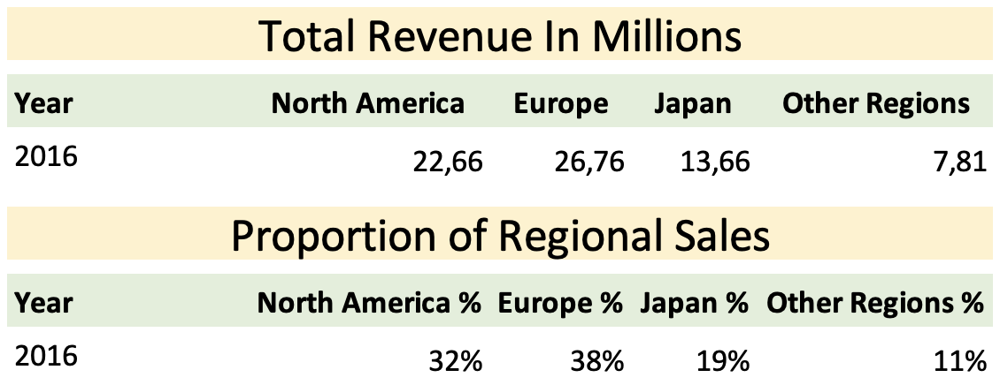 Total Revenue In Millions
Year North America Europe Japan Other Regions
2016 22,66 26,76 13,66 7,81
Proportion of Regional Sales
Year North America % Europe % Japan % Other Regions %
2016 32% 38% 19% 11%